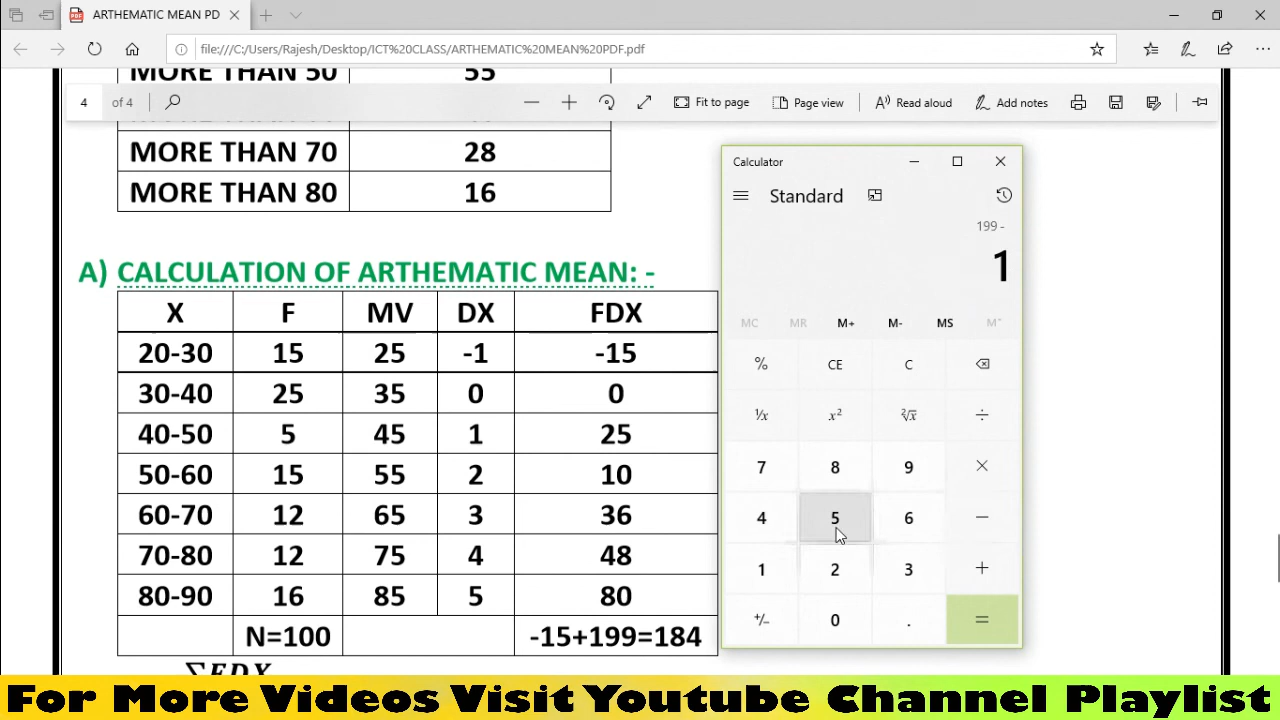 ARTHEMATIC MEAN PD
file:///C:/Users/Rajesh/Desktop/ICT%20CLASS/ARTHEMATIC%20MEAN%20PDF.pdf
MORE THAN 50 55
4 of 4 Fit to page Page view Read aloud Add notes
MORE THAN 70 28
MORE THAN 80 16
A) CALCULATION OF ARTHEMATIC MEAN: -
X F MV DX FDX
20-30 15 25 -1 -15
30-40 25 35 0 0
40-50 5 45 1 25
50-60 15 55 2 10
60-70 12 65 3 36
70-80 12 75 4 48
80-90 16 85 5 80
N=100 -15+199=184
∑FDX
Calculator
Standard
199 -
1
MC MR M+ M- MS M˅
% CE C
¹/x x² ²√x ÷
7 8 9 ×
4 5 6 −
1 2 3 +
+/− 0 . =
For More Videos Visit Youtube Channel Playlist